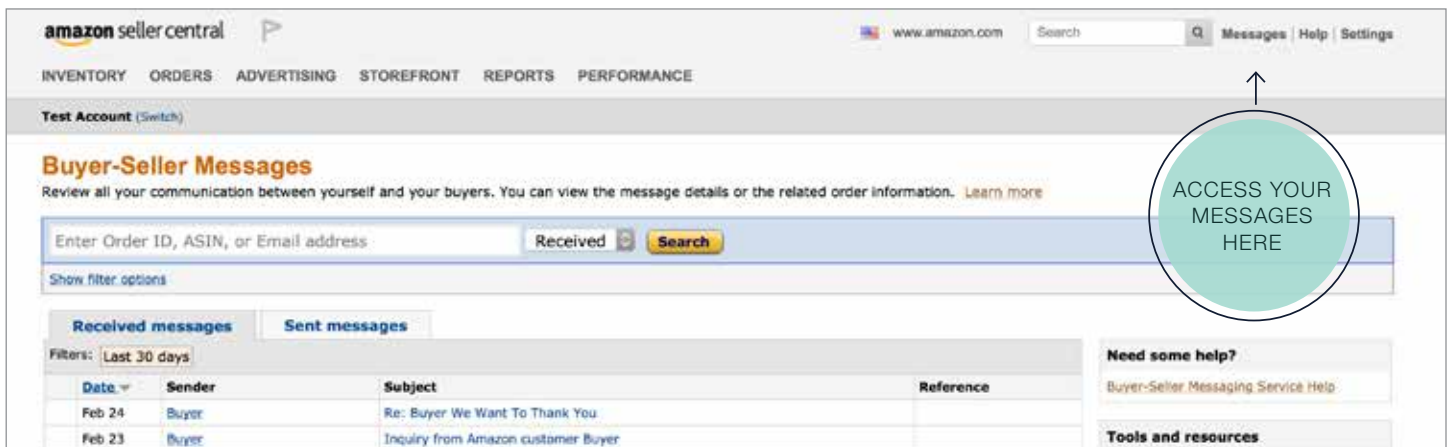 amazon seller central
www.amazon.com Search Messages | Help | Settings
INVENTORY ORDERS ADVERTISING STOREFRONT REPORTS PERFORMANCE
Test Account (Switch)
Buyer-Seller Messages
Review all your communication between yourself and your buyers. You can view the message details or the related order information. Learn more
ACCESS YOUR
MESSAGES
HERE
Enter Order ID, ASIN, or Email address Received Search
Show filter options
Received messages Sent messages
Filters: Last 30 days
Date Sender Subject Reference
Feb 24 Buyer Re: Buyer We Want To Thank You
Feb 23 Buyer Inquiry from Amazon customer Buyer
Need some help?
Buyer-Seller Messaging Service Help
Tools and resources